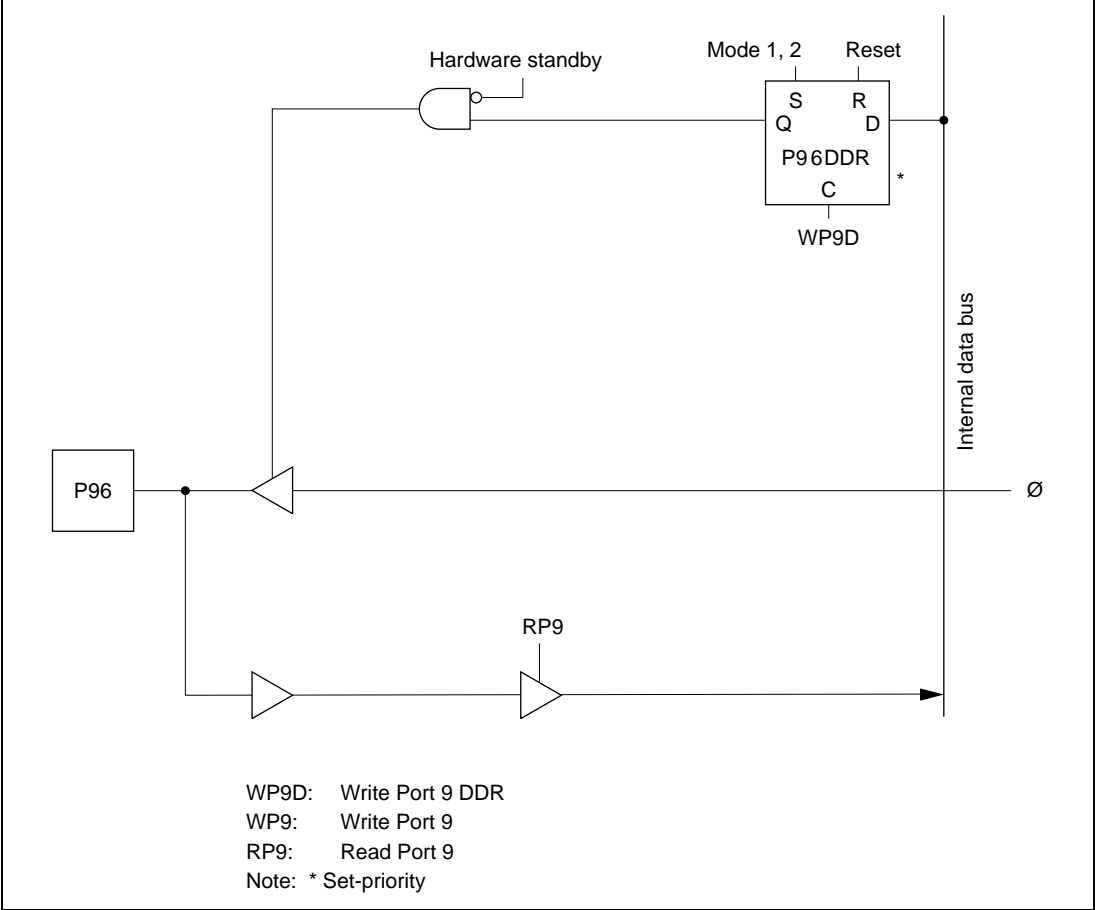 Mode 1, 2 Reset
Hardware standby
S R
Q D
P96DDR
*
C
WP9D
Internal data bus
P96
Ø
RP9
WP9D: Write Port 9 DDR
WP9: Write Port 9
RP9: Read Port 9
Note: * Set-priority